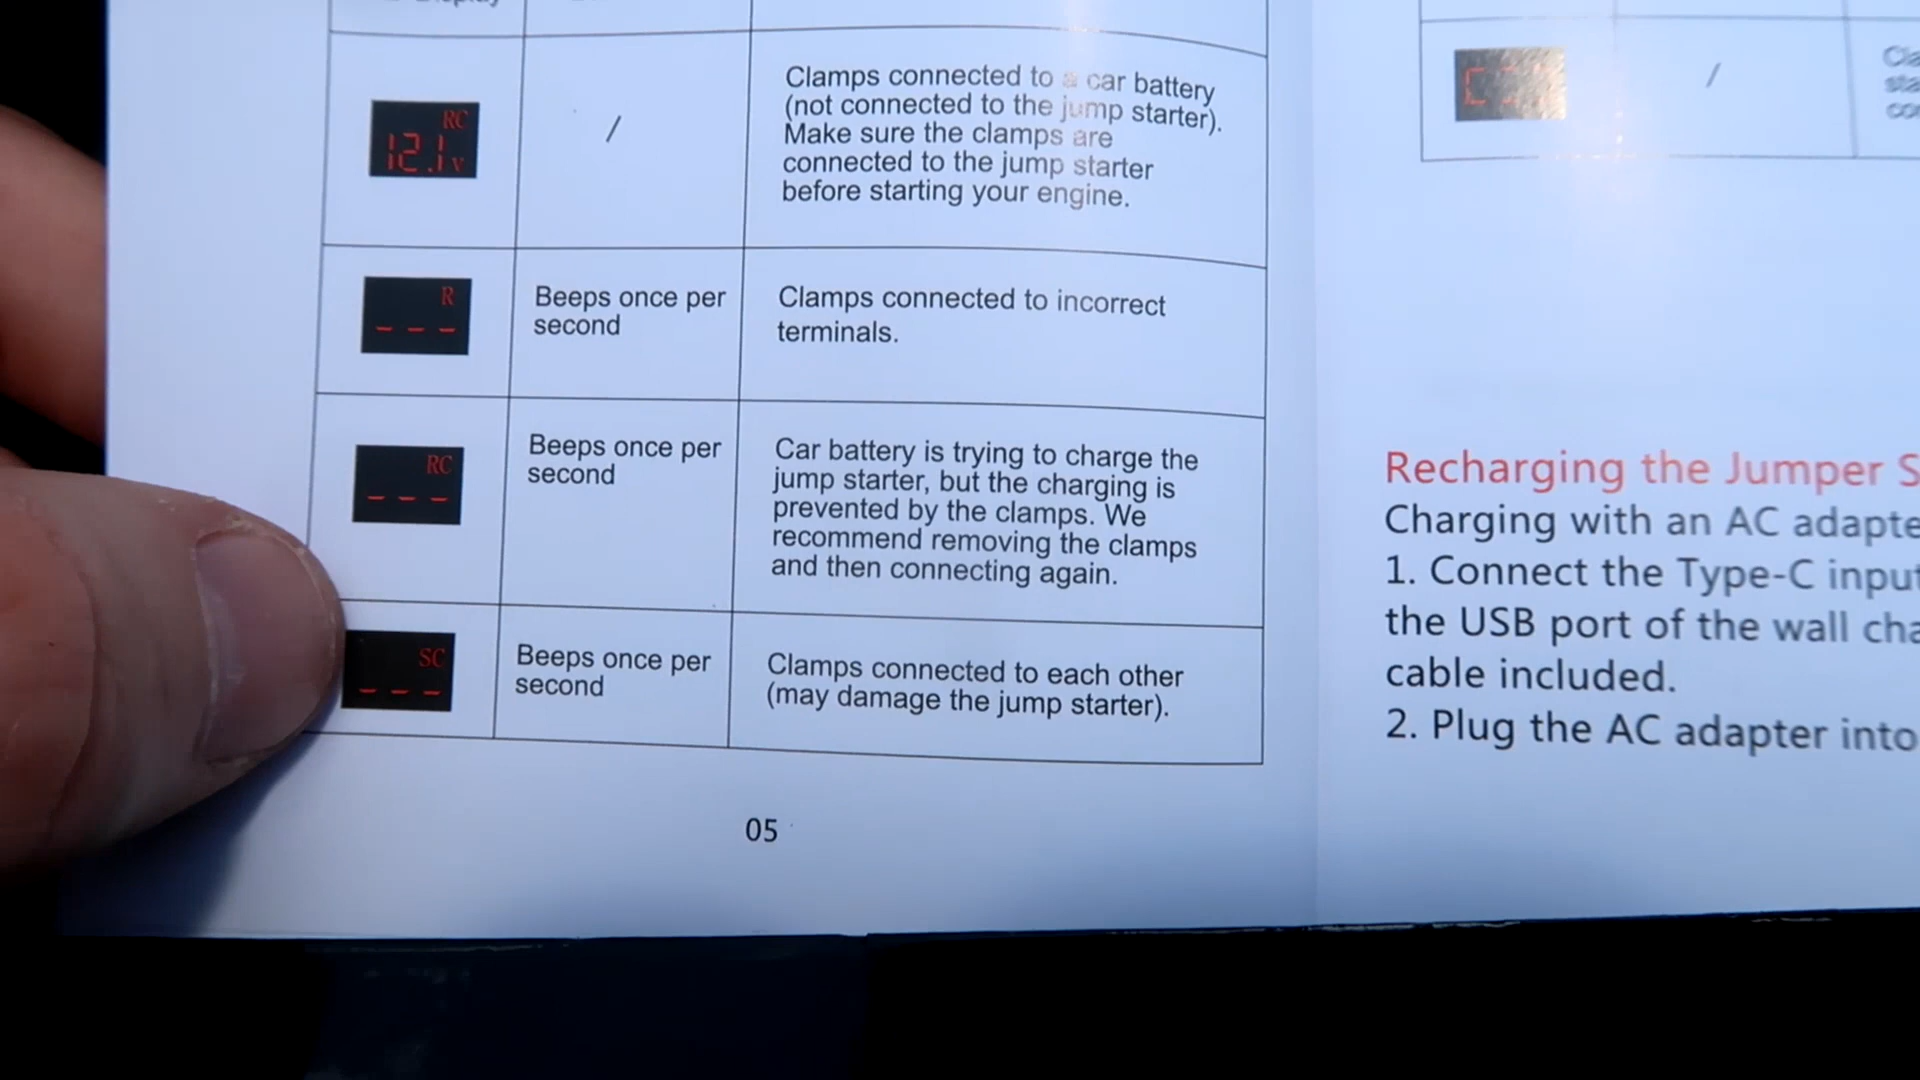 Display
RC
12.1v
/
Clamps connected to a car battery
(not connected to the jump starter).
Make sure the clamps are
connected to the jump starter
before starting your engine.
R
---
Beeps once per
second
Clamps connected to incorrect
terminals.
RC
---
Beeps once per
second
Car battery is trying to charge the
jump starter, but the charging is
prevented by the clamps. We
recommend removing the clamps
and then connecting again.
SC
---
Beeps once per
second
Clamps connected to each other
(may damage the jump starter).
05
/
Recharging the Jumper S
Charging with an AC adapte
1. Connect the Type-C input
the USB port of the wall cha
cable included.
2. Plug the AC adapter into